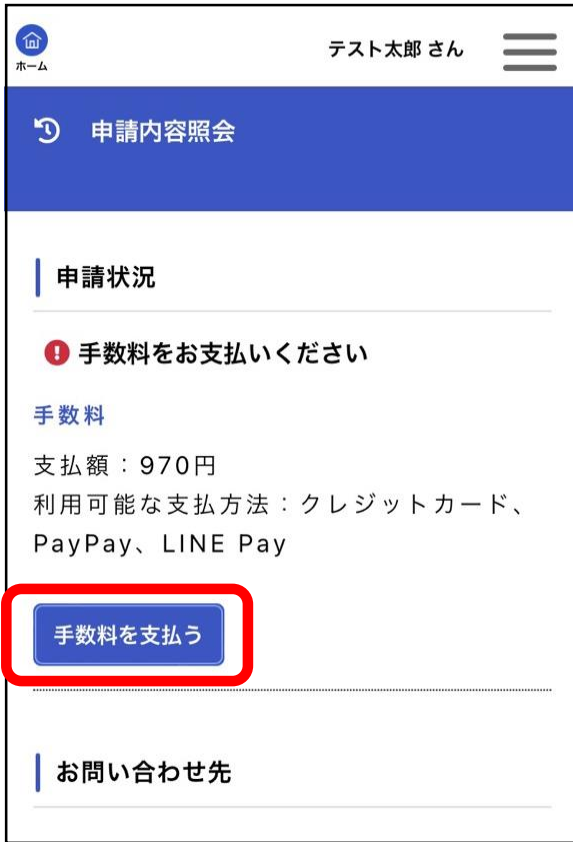 ホーム
テスト太郎 さん
申請内容照会
申請状況
手数料をお支払いください
手数料
支払額：970円
利用可能な支払方法：クレジットカード、
PayPay、LINE Pay
手数料を支払う
お問い合わせ先